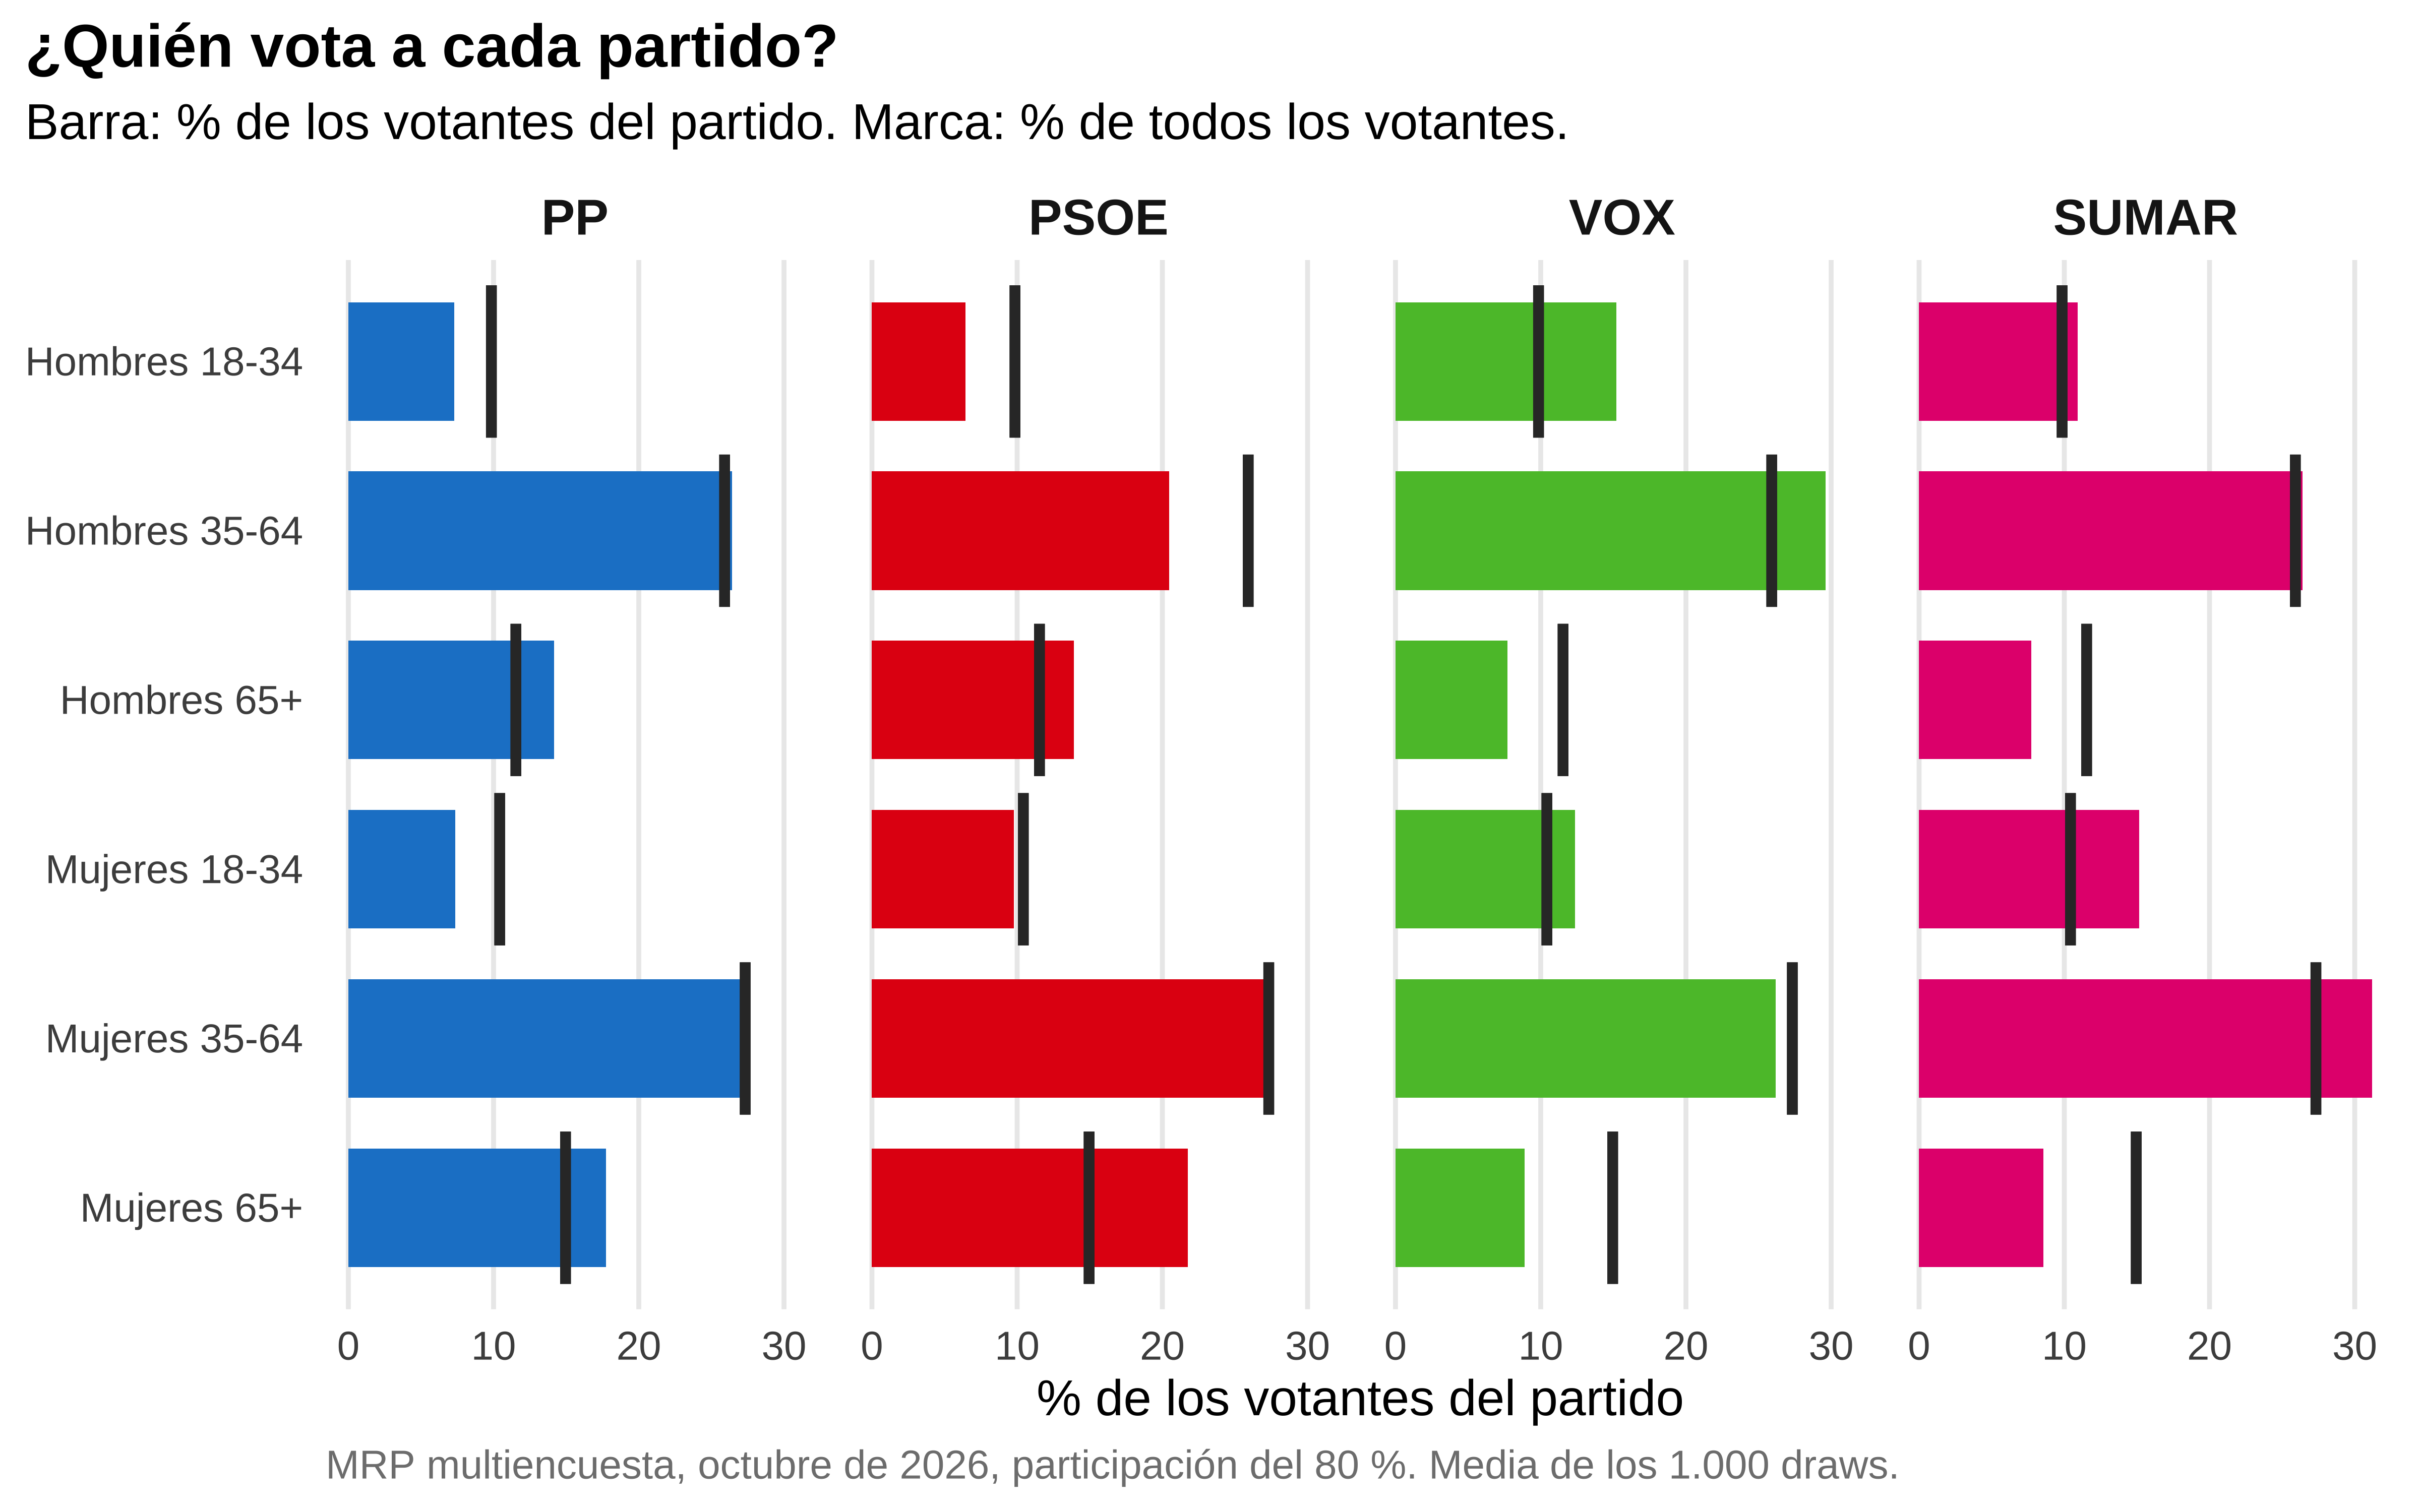 ¿Quién vota a cada partido?
Barra: % de los votantes del partido. Marca: % de todos los votantes.
PP PSOE VOX SUMAR
Hombres 18-34
Hombres 35-64
Hombres 65+
Mujeres 18-34
Mujeres 35-64
Mujeres 65+
0 10 20 30 0 10 20 30 0 10 20 30 0 10 20 30
% de los votantes del partido
MRP multiencuesta, octubre de 2026, participación del 80 %. Media de los 1.000 draws.